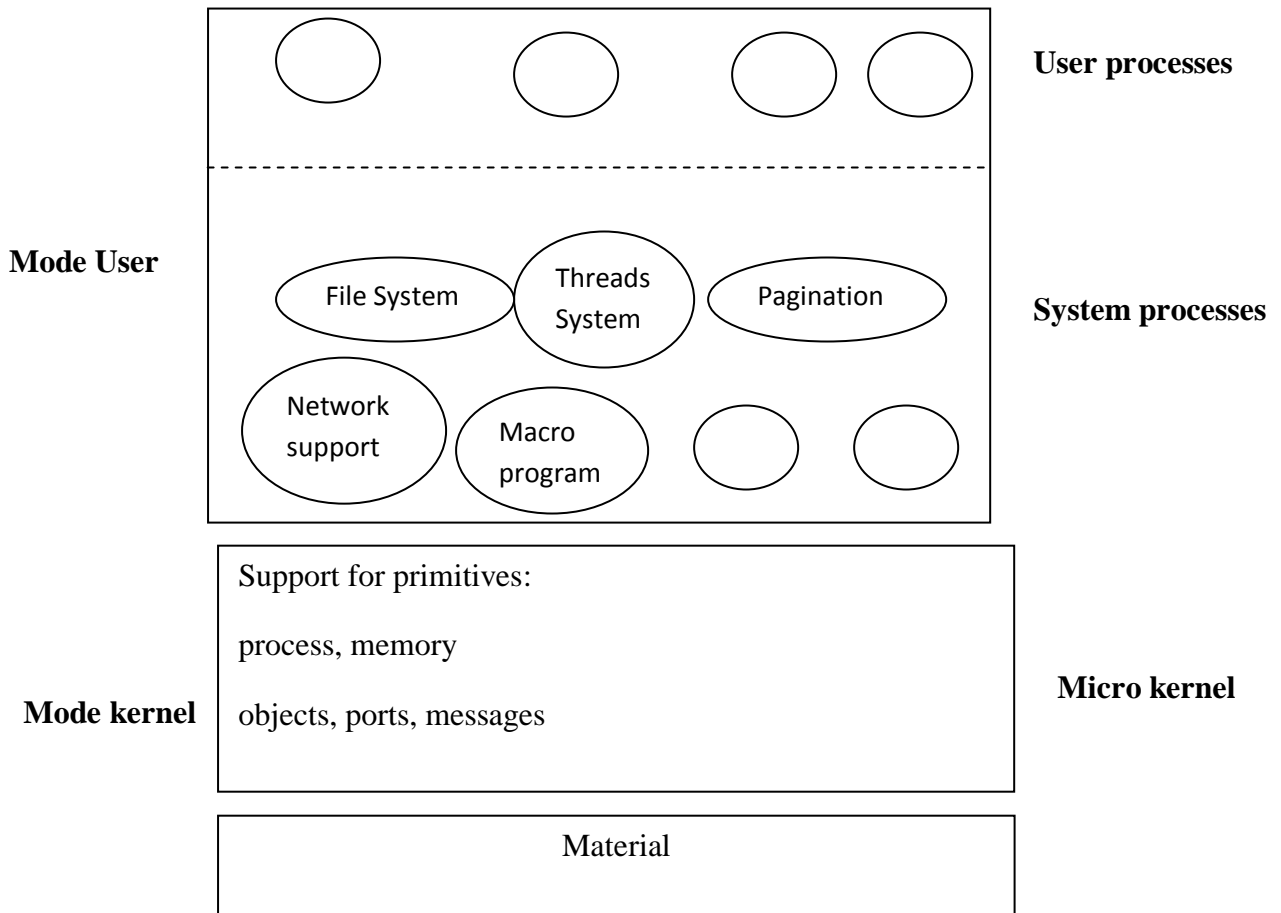 User processes
Mode User
File System
Threads
System
Pagination
System processes
Network
support
Macro
program
Support for primitives:
process, memory
objects, ports, messages
Mode kernel
Micro kernel
Material